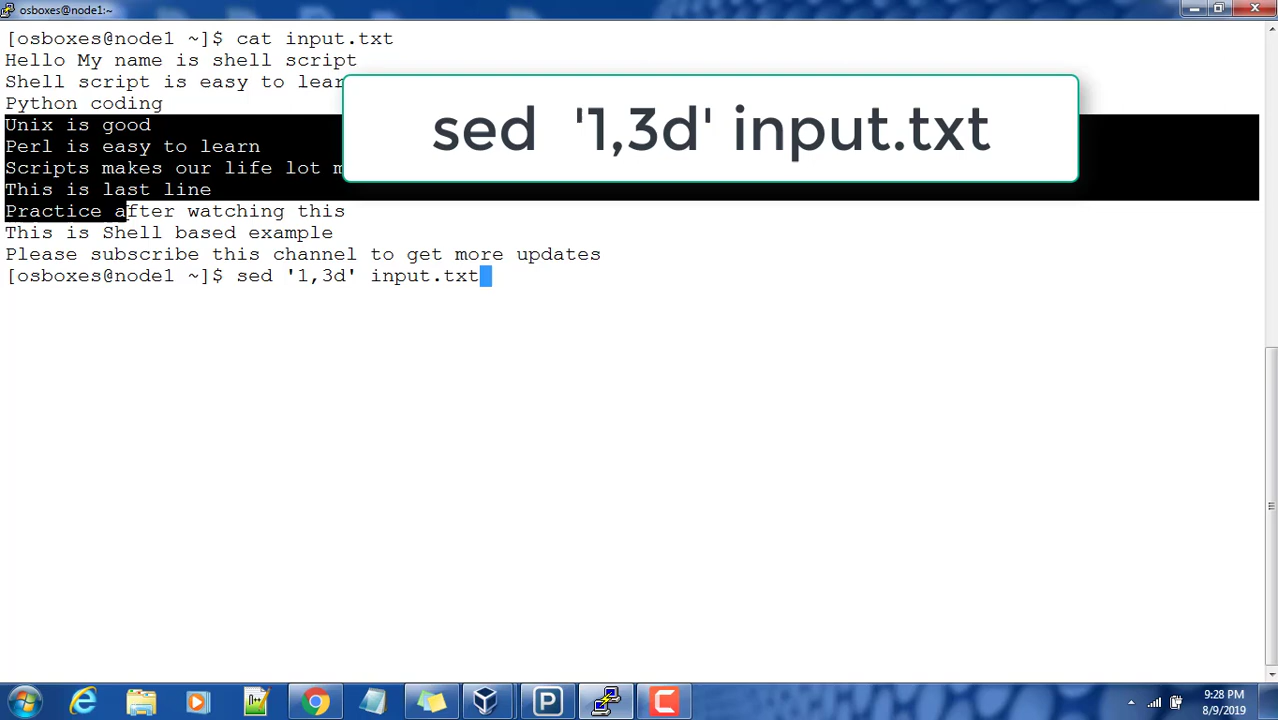 osboxes@node1:~
[osboxes@node1 ~]$ cat input.txt
Hello My name is shell script
Shell script is easy to lear
Python coding
Unix is good
Perl is easy to learn
Scripts makes our life lot m
This is last line
Practice after watching this
This is Shell based example
Please subscribe this channel to get more updates
[osboxes@node1 ~]$ sed '1,3d' input.txt
sed '1,3d' input.txt
9:28 PM
8/9/2019